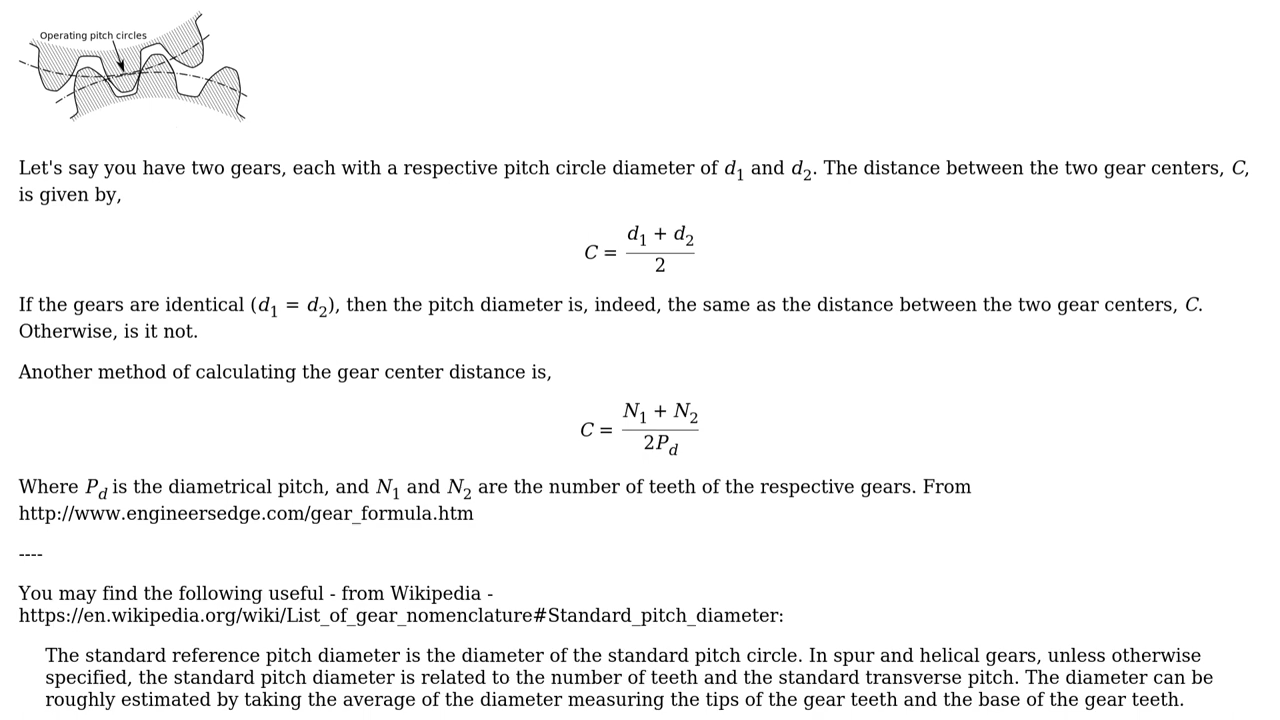 Operating pitch circles
Let's say you have two gears, each with a respective pitch circle diameter of d₁ and d₂. The distance between the two gear centers, C,
is given by,
C = (d₁ + d₂) / 2
If the gears are identical (d₁ = d₂), then the pitch diameter is, indeed, the same as the distance between the two gear centers, C.
Otherwise, is it not.
Another method of calculating the gear center distance is,
C = (N₁ + N₂) / 2P_d
Where P_d is the diametrical pitch, and N₁ and N₂ are the number of teeth of the respective gears. From
http://www.engineersedge.com/gear_formula.htm
----
You may find the following useful - from Wikipedia -
https://en.wikipedia.org/wiki/List_of_gear_nomenclature#Standard_pitch_diameter:
The standard reference pitch diameter is the diameter of the standard pitch circle. In spur and helical gears, unless otherwise
specified, the standard pitch diameter is related to the number of teeth and the standard transverse pitch. The diameter can be
roughly estimated by taking the average of the diameter measuring the tips of the gear teeth and the base of the gear teeth.